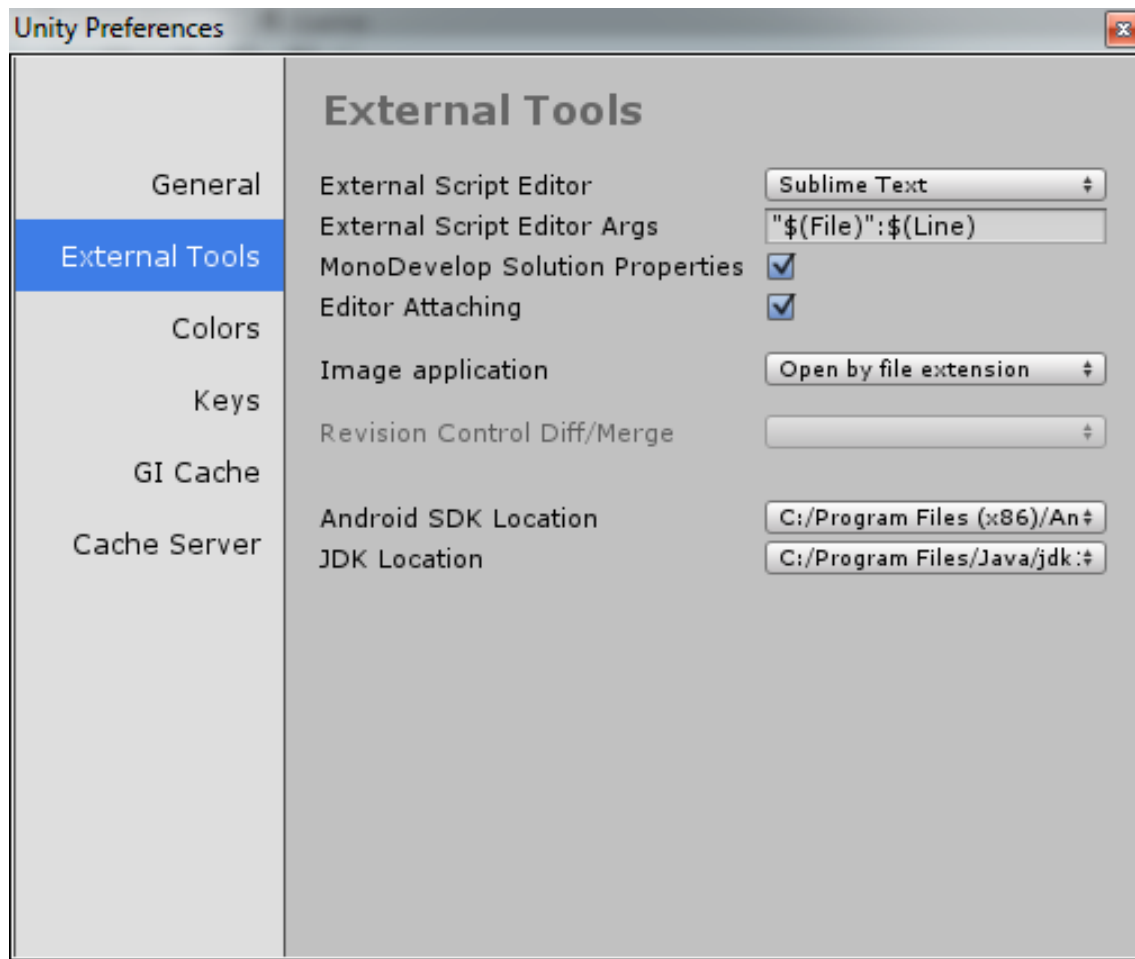 Unity Preferences
External Tools
General
External Tools
Colors
Keys
GI Cache
Cache Server
External Script Editor
Sublime Text
External Script Editor Args
"$(File)":$(Line)
MonoDevelop Solution Properties
Editor Attaching
Image application
Open by file extension
Revision Control Diff/Merge
Android SDK Location
C:/Program Files (x86)/An
JDK Location
C:/Program Files/Java/jdk